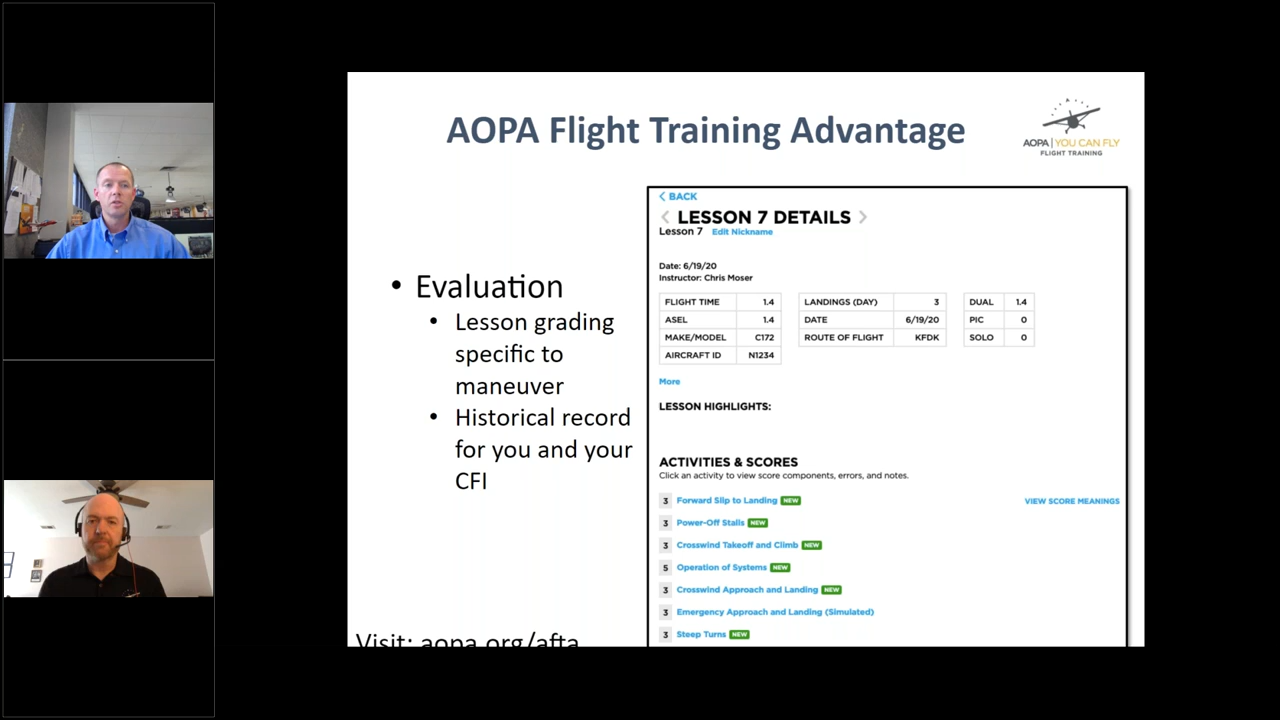 AOPA Flight Training Advantage
AOPA | YOU CAN FLY
FLIGHT TRAINING
• Evaluation
• Lesson grading
specific to
maneuver
• Historical record
for you and your
CFI
Visit: aopa.org/afta
< BACK
< LESSON 7 DETAILS >
Lesson 7 Edit Nickname
Date: 6/19/20
Instructor: Chris Moser
FLIGHT TIME 1.4 LANDINGS (DAY) 3 DUAL 1.4
ASEL 1.4 DATE 6/19/20 PIC 0
MAKE/MODEL C172 ROUTE OF FLIGHT KFDK SOLO 0
AIRCRAFT ID N1234
More
LESSON HIGHLIGHTS:
ACTIVITIES & SCORES
Click an activity to view score components, errors, and notes.
3 Forward Slip to Landing NEW VIEW SCORE MEANINGS
3 Power-Off Stalls NEW
3 Crosswind Takeoff and Climb NEW
5 Operation of Systems NEW
3 Crosswind Approach and Landing NEW
3 Emergency Approach and Landing (Simulated)
3 Steep Turns NEW